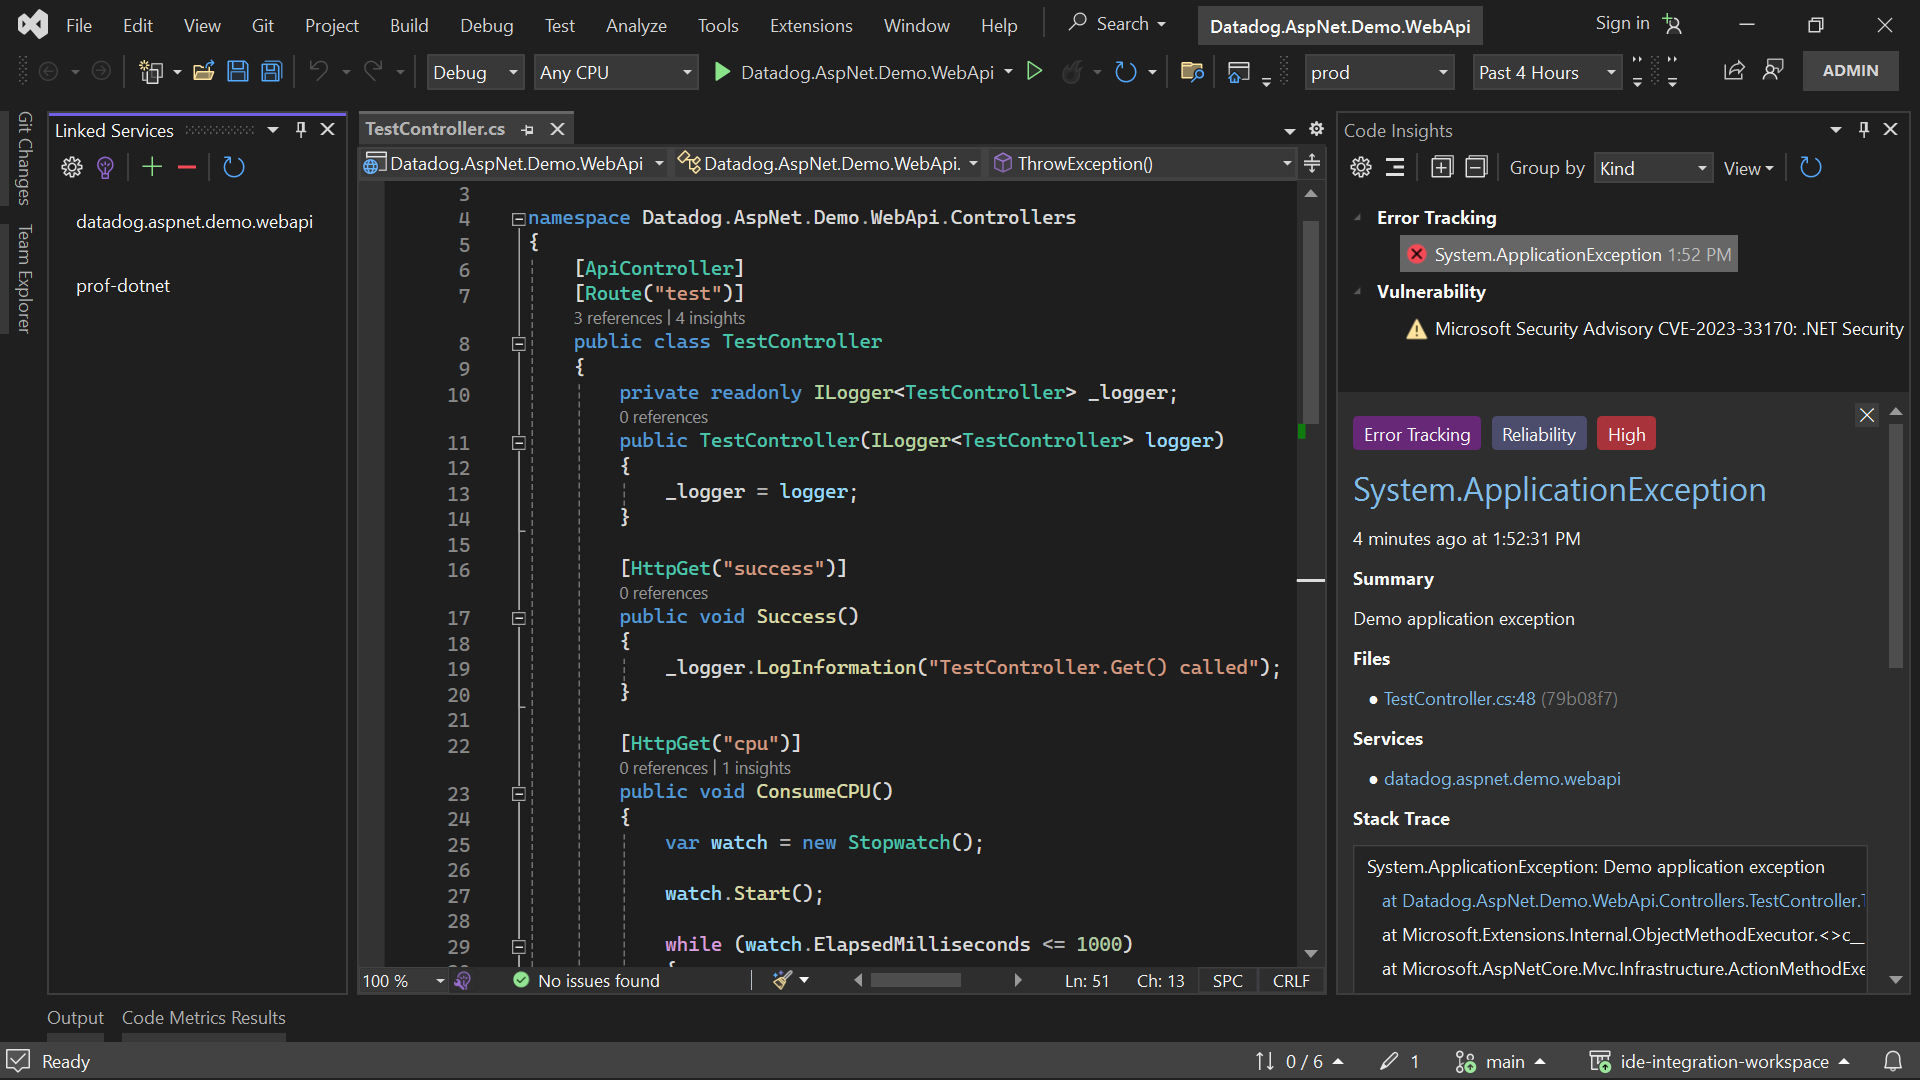 File Edit View Git Project Build Debug Test Analyze Tools Extensions Window Help Search Datadog.AspNet.Demo.WebApi Sign in
Debug Any CPU Datadog.AspNet.Demo.WebApi prod Past 4 Hours ADMIN
Git Changes
Team Explorer
Linked Services
datadog.aspnet.demo.webapi
prof-dotnet
TestController.cs
Datadog.AspNet.Demo.WebApi Datadog.AspNet.Demo.WebApi. ThrowException()
3
4 namespace Datadog.AspNet.Demo.WebApi.Controllers
5 {
6 [ApiController]
7 [Route("test")]
3 references | 4 insights
8 public class TestController
9 {
10 private readonly ILogger<TestController> _logger;
0 references
11 public TestController(ILogger<TestController> logger)
12 {
13 _logger = logger;
14 }
15
16 [HttpGet("success")]
0 references
17 public void Success()
18 {
19 _logger.LogInformation("TestController.Get() called");
20 }
21
22 [HttpGet("cpu")]
0 references | 1 insights
23 public void ConsumeCPU()
24 {
25 var watch = new Stopwatch();
26
27 watch.Start();
28
29 while (watch.ElapsedMilliseconds <= 1000)
100 % No issues found Ln: 51 Ch: 13 SPC CRLF
Code Insights
Group by Kind View
Error Tracking
System.ApplicationException 1:52 PM
Vulnerability
Microsoft Security Advisory CVE-2023-33170: .NET Security
Error Tracking Reliability High
System.ApplicationException
4 minutes ago at 1:52:31 PM
Summary
Demo application exception
Files
• TestController.cs:48 (79b08f7)
Services
• datadog.aspnet.demo.webapi
Stack Trace
System.ApplicationException: Demo application exception
at Datadog.AspNet.Demo.WebApi.Controllers.TestController.
at Microsoft.Extensions.Internal.ObjectMethodExecutor.<>c__
at Microsoft.AspNetCore.Mvc.Infrastructure.ActionMethodExe
Output Code Metrics Results
Ready 0 / 6 1 main ide-integration-workspace